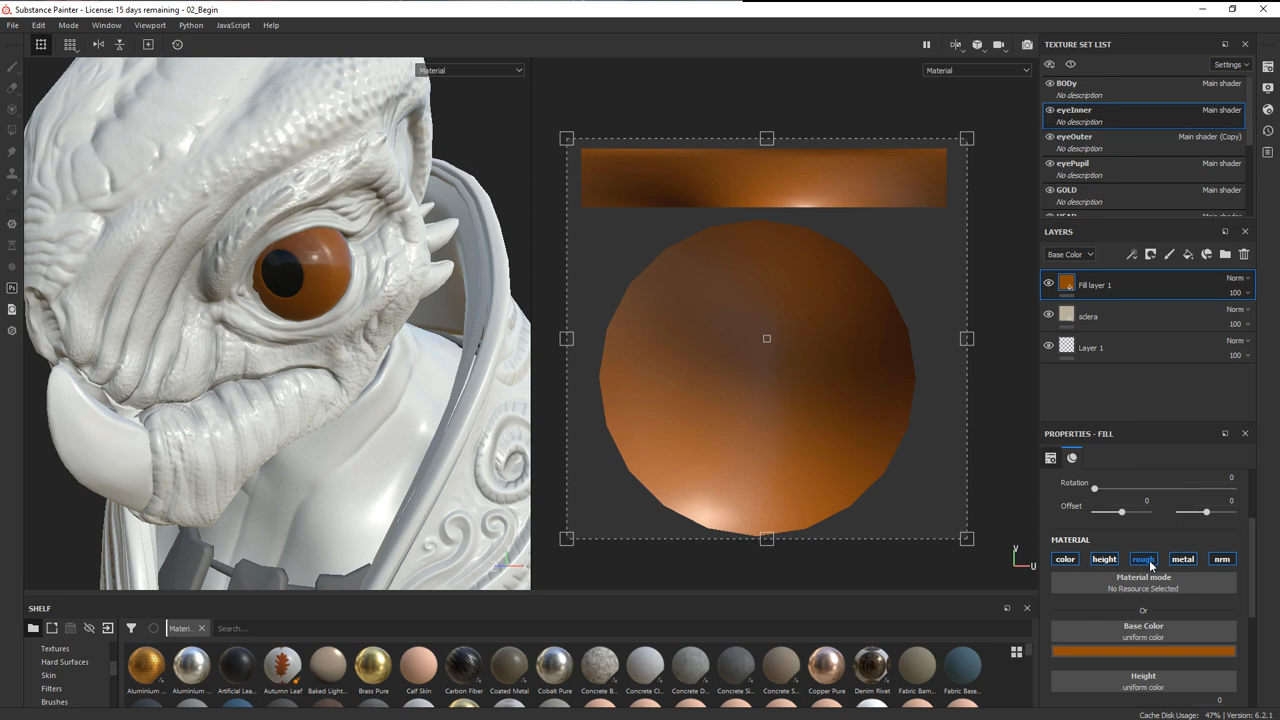 Substance Painter - License: 15 days remaining - 02_Begin
File Edit Mode Window Viewport Python JavaScript Help
Material
Material
V
U
TEXTURE SET LIST
Settings
BODy Main shader
No description
eyeInner Main shader
No description
eyeOuter Main shader (Copy)
No description
eyePupil Main shader
No description
GOLD Main shader
No description
LAYERS
Base Color
Fill layer 1 Norm
100
sclera Norm
100
Layer 1 Norm
100
PROPERTIES - FILL
Rotation 0
Offset 0 0
MATERIAL
color height rough metal nrm
Material mode
No Resource Selected
Or
Base Color
uniform color
Height
uniform color
0
Ps
SHELF
Materi... Search...
Textures
Hard Surfaces
Skin
Filters
Brushes
Aluminium ... Aluminium ... Artificial Lea... Autumn Leaf Baked Light... Brass Pure Calf Skin Carbon Fiber Coated Metal Cobalt Pure Concrete B... Concrete Cl... Concrete D... Concrete Si... Concrete S... Copper Pure Denim Rivet Fabric Bam... Fabric Base...
Cache Disk Usage: 47% | Version: 6.2.1